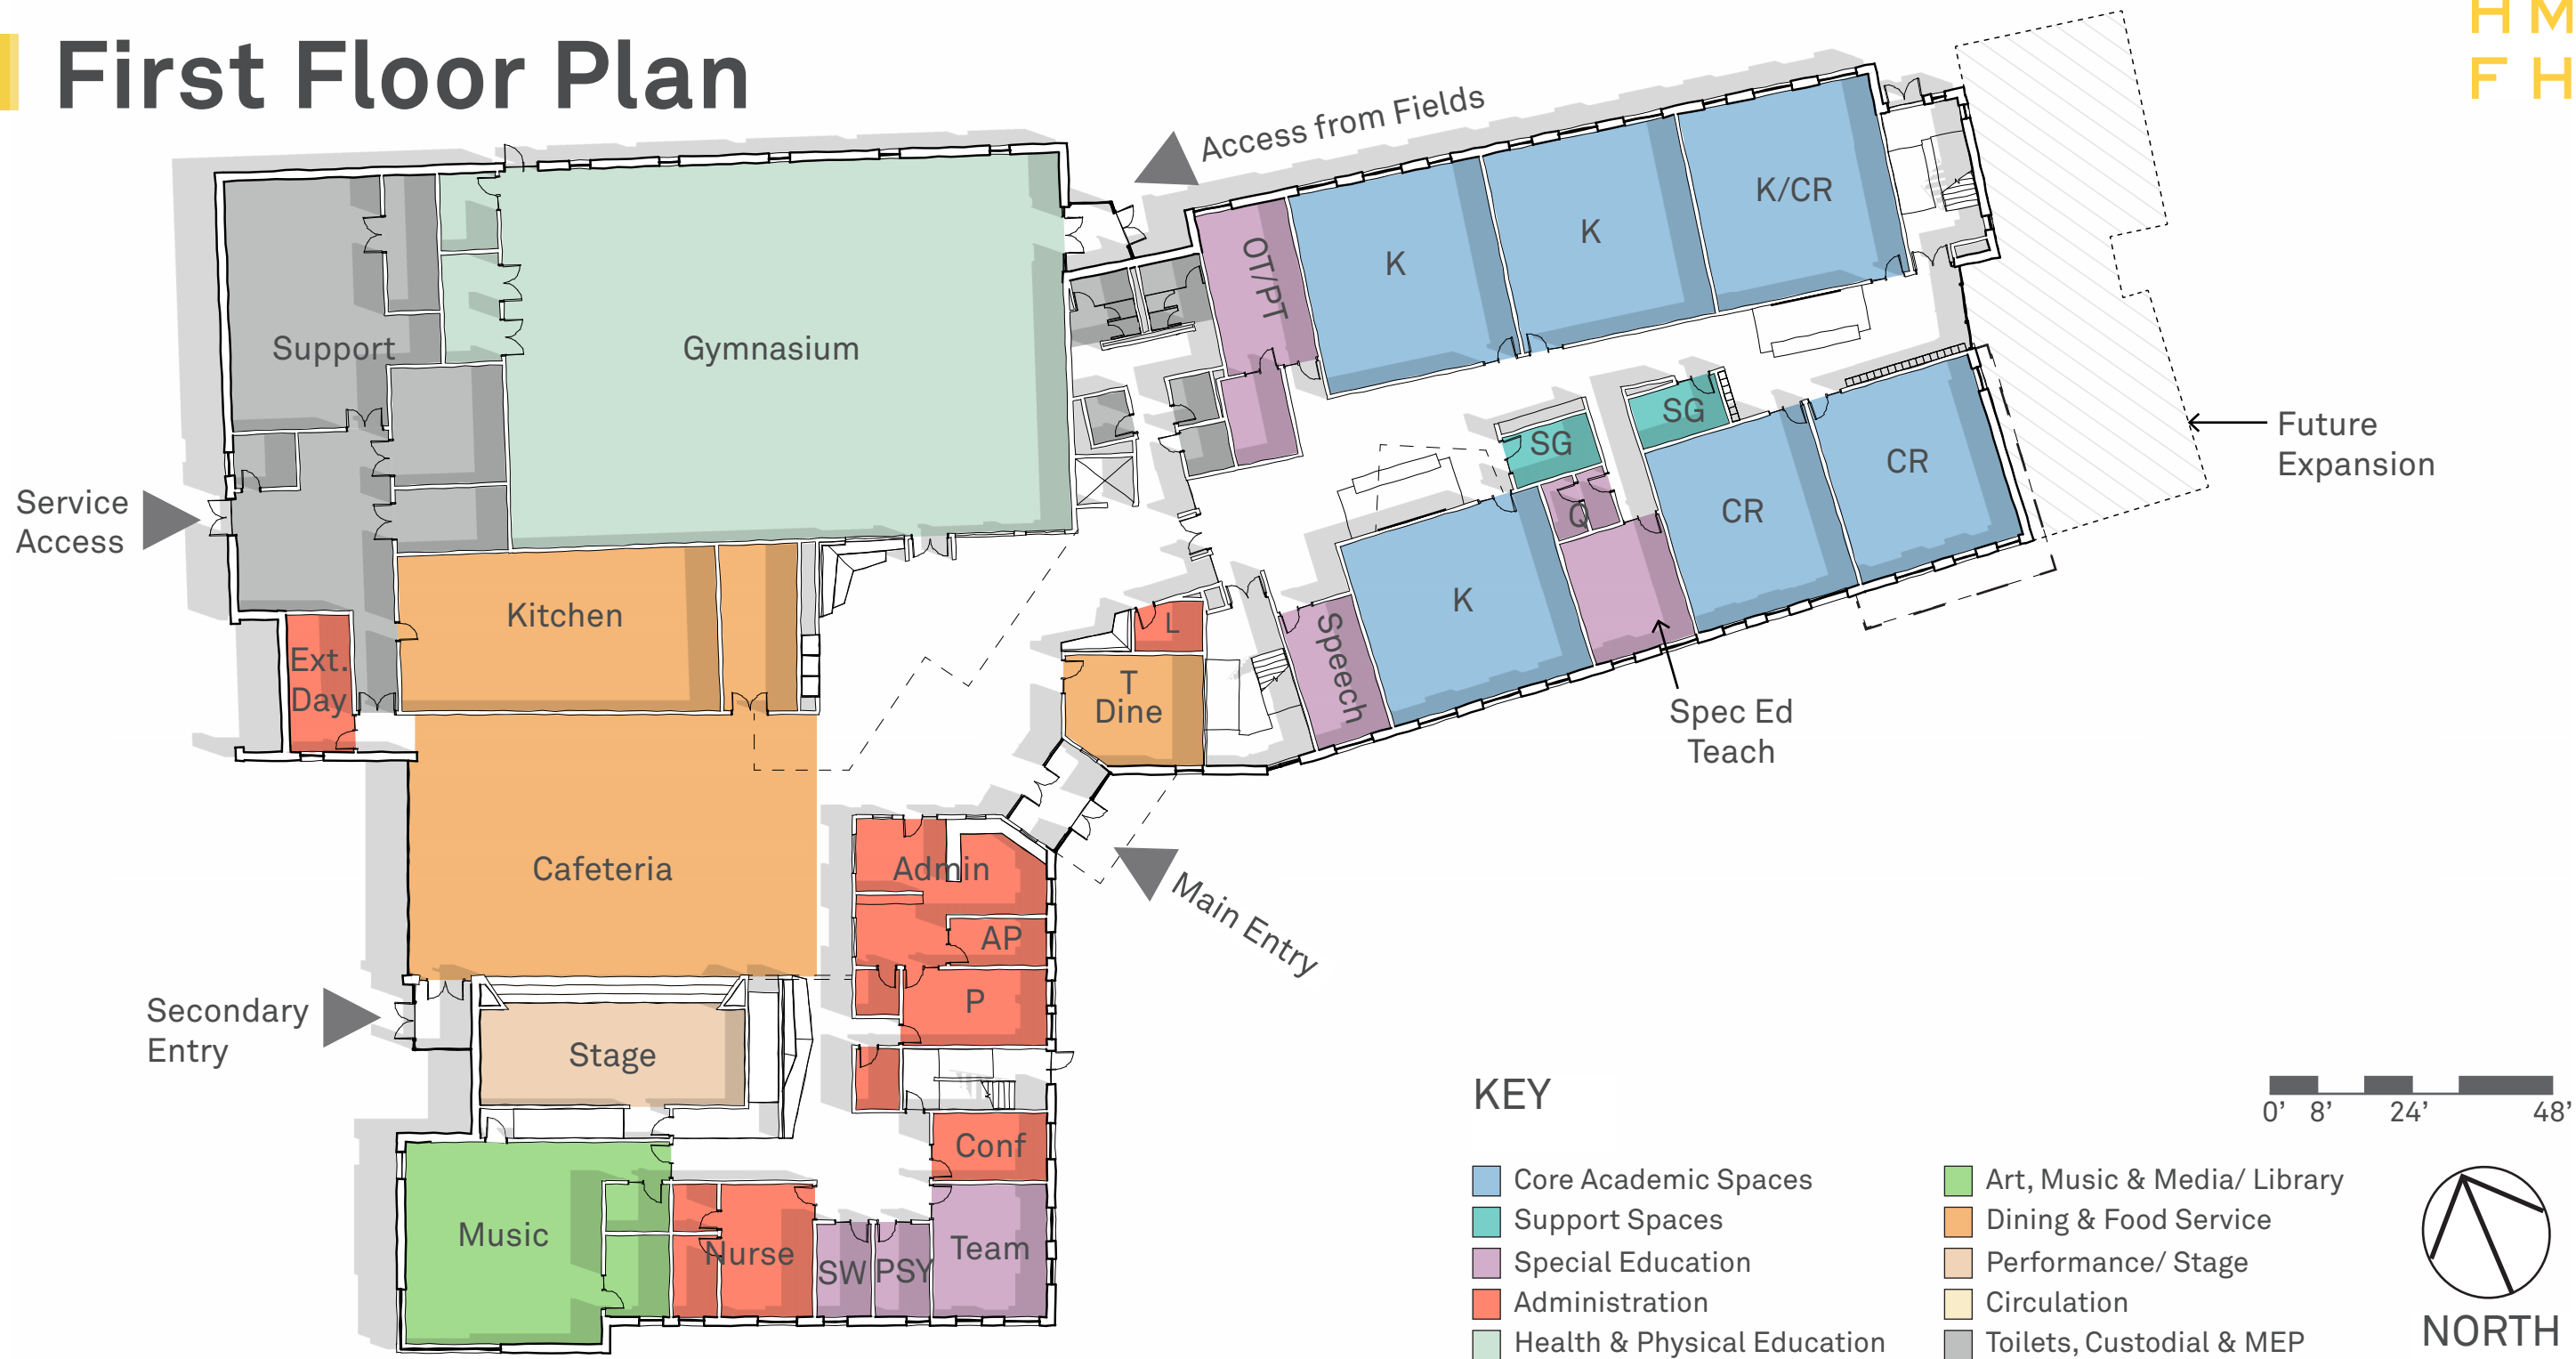 First Floor Plan
H M
F H
Access from Fields
K/CR
K
K
OT/PT
Support
Gymnasium
SG
SG
Future
Expansion
CR
CR
Q
Service
Access
Kitchen
K
L
Speech
Ext.
Day
T
Dine
Spec Ed
Teach
Cafeteria
Admin
Main Entry
AP
P
Secondary
Entry
Stage
Conf
Music
Nurse
SW
PSY
Team
KEY
0' 8' 24' 48'
Core Academic Spaces
Support Spaces
Special Education
Administration
Health & Physical Education
Art, Music & Media/ Library
Dining & Food Service
Performance/ Stage
Circulation
Toilets, Custodial & MEP
NORTH